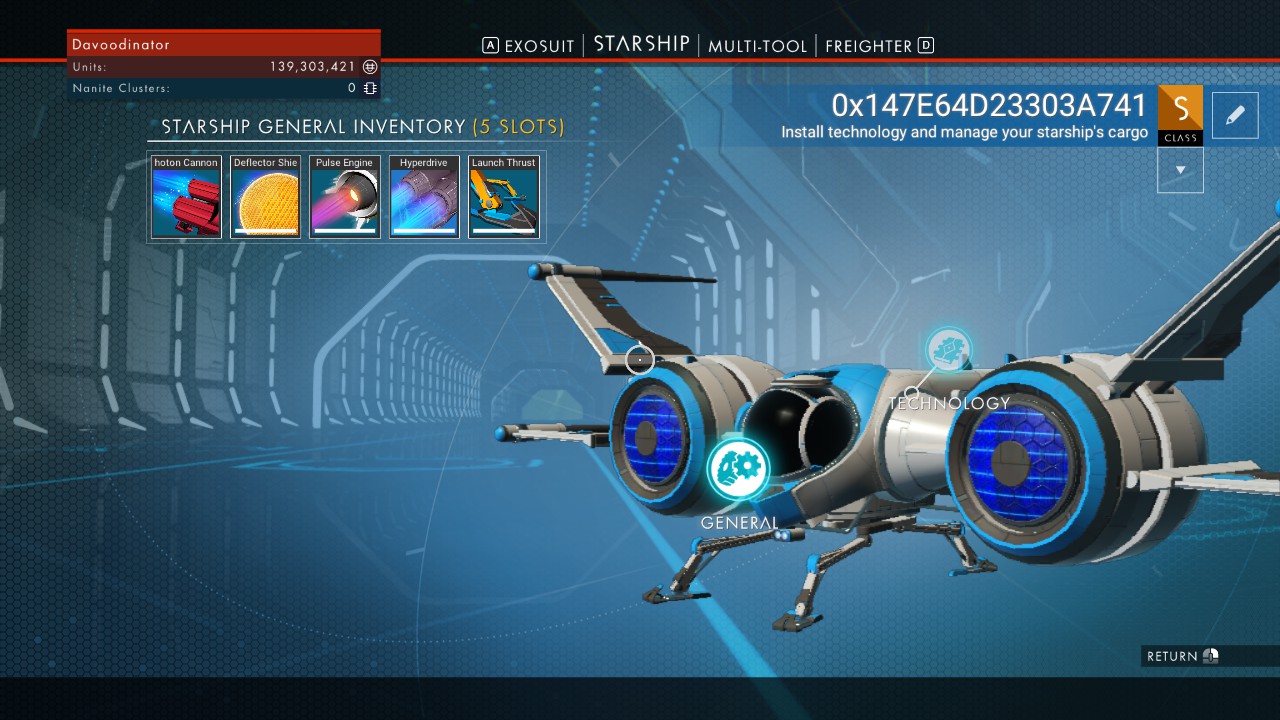 Davoodinator
Units: 139,303,421
Nanite Clusters: 0
A EXOSUIT STARSHIP MULTI-TOOL FREIGHTER D
0x147E64D23303A741
Install technology and manage your starship's cargo
S
CLASS
STARSHIP GENERAL INVENTORY (5 SLOTS)
hoton Cannon Deflector Shie Pulse Engine Hyperdrive Launch Thrust
TECHNOLOGY
GENERAL
RETURN